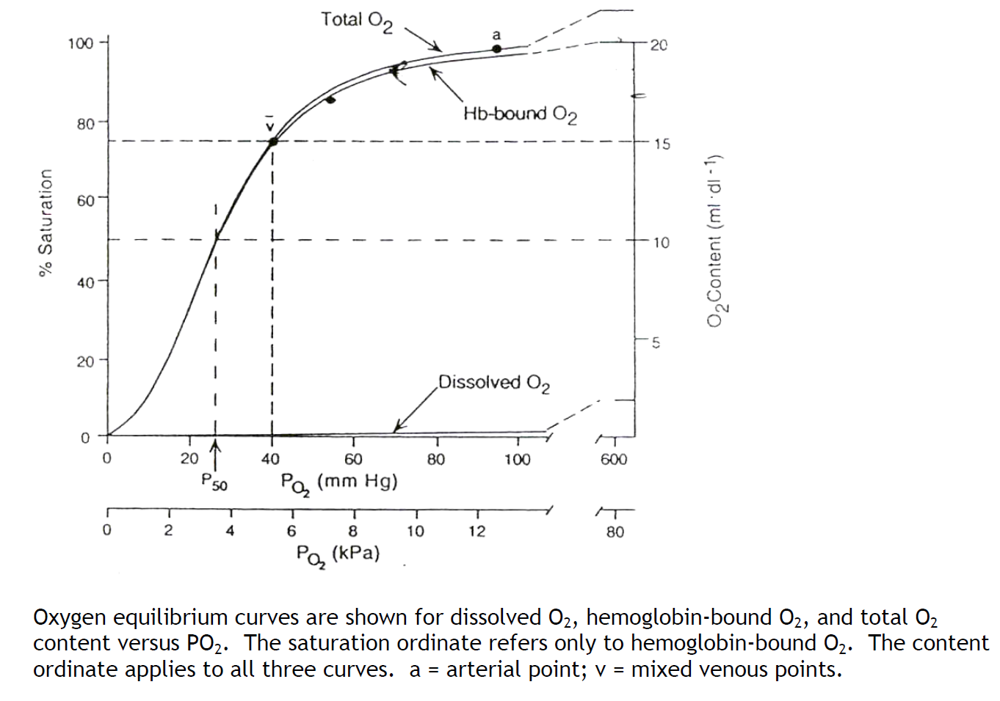 Total O2
a
100
20
Hb-bound O2
80
v̄
15
% Saturation
60
10
O2 Content (ml·dl-1)
40
5
20
Dissolved O2
0
0 20 40 60 80 100 600
P50
PO2 (mm Hg)
0 2 4 6 8 10 12 80
PO2 (kPa)
Oxygen equilibrium curves are shown for dissolved O2, hemoglobin-bound O2, and total O2
content versus PO2. The saturation ordinate refers only to hemoglobin-bound O2. The content
ordinate applies to all three curves. a = arterial point; v = mixed venous points.